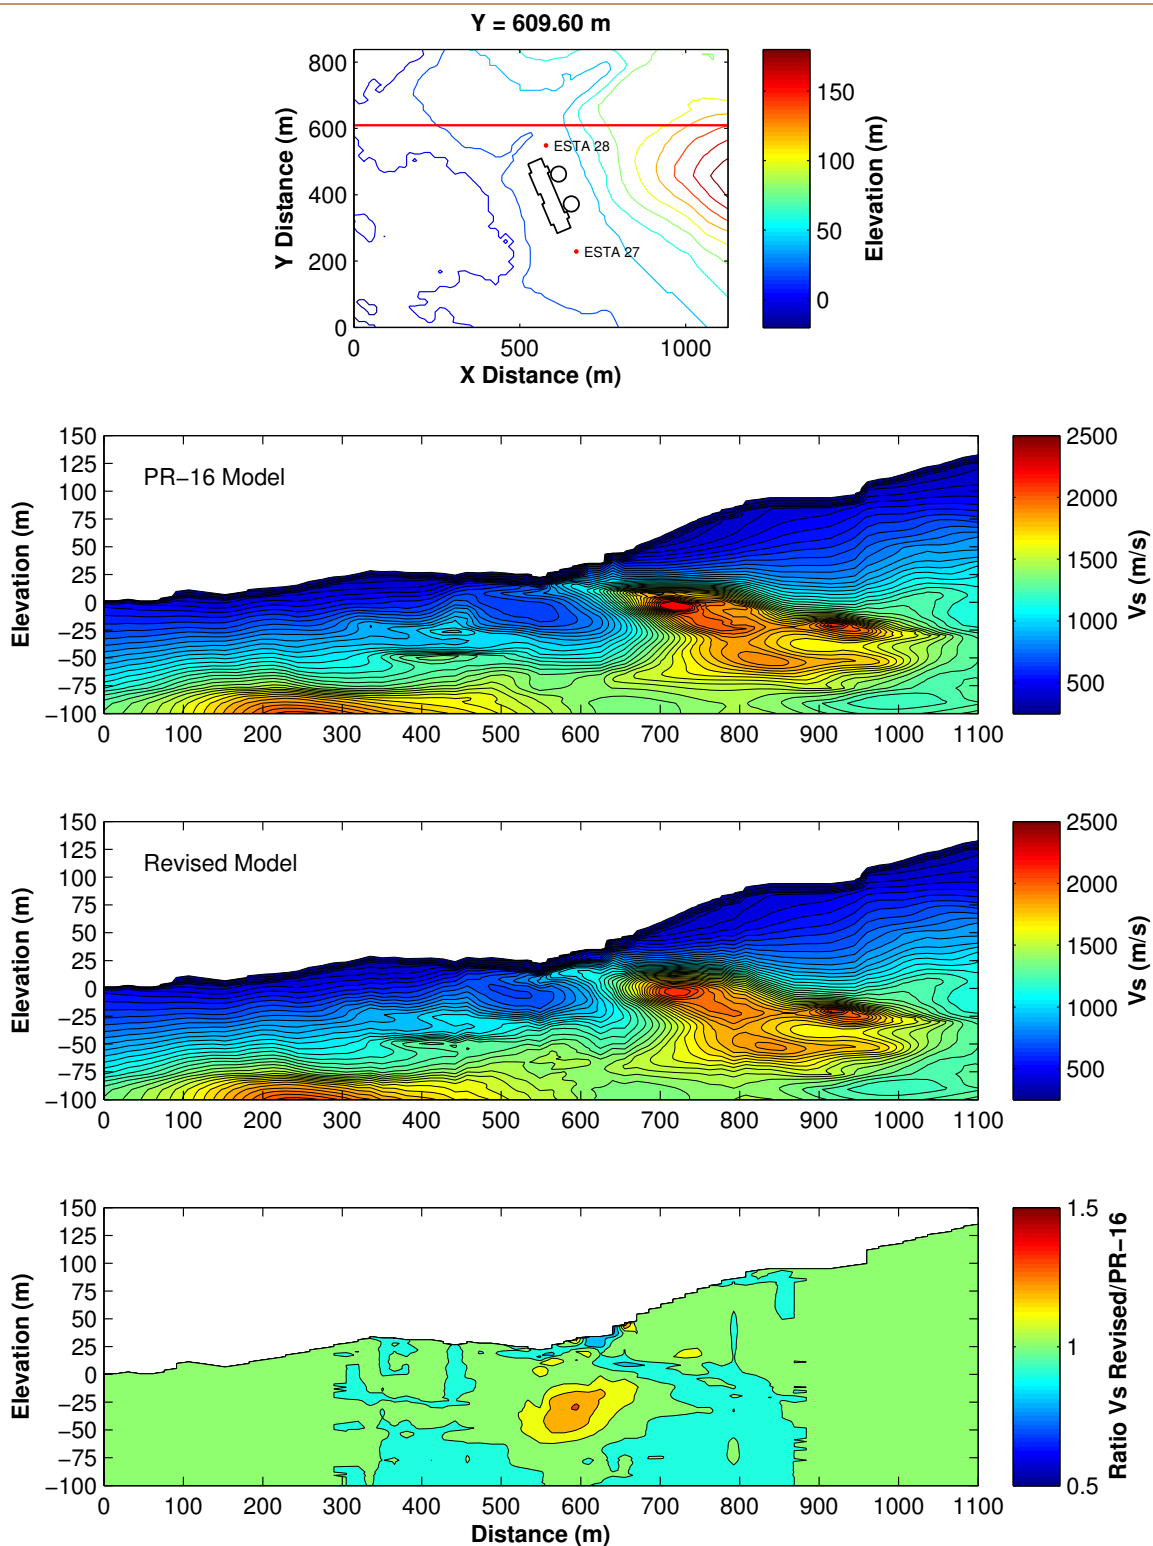 Y = 609.60 m
800
600
400
200
0
Y Distance (m)
ESTA 28
ESTA 27
0 500 1000
X Distance (m)
150
100
50
0
Elevation (m)
150
125
100
75
50
25
0
−25
−50
−75
−100
Elevation (m)
PR−16 Model
0 100 200 300 400 500 600 700 800 900 1000 1100
2500
2000
1500
1000
500
Vs (m/s)
150
125
100
75
50
25
0
−25
−50
−75
−100
Elevation (m)
Revised Model
0 100 200 300 400 500 600 700 800 900 1000 1100
2500
2000
1500
1000
500
Vs (m/s)
150
125
100
75
50
25
0
−25
−50
−75
−100
Elevation (m)
0 100 200 300 400 500 600 700 800 900 1000 1100
Distance (m)
1.5
1
0.5
Ratio Vs Revised/PR−16